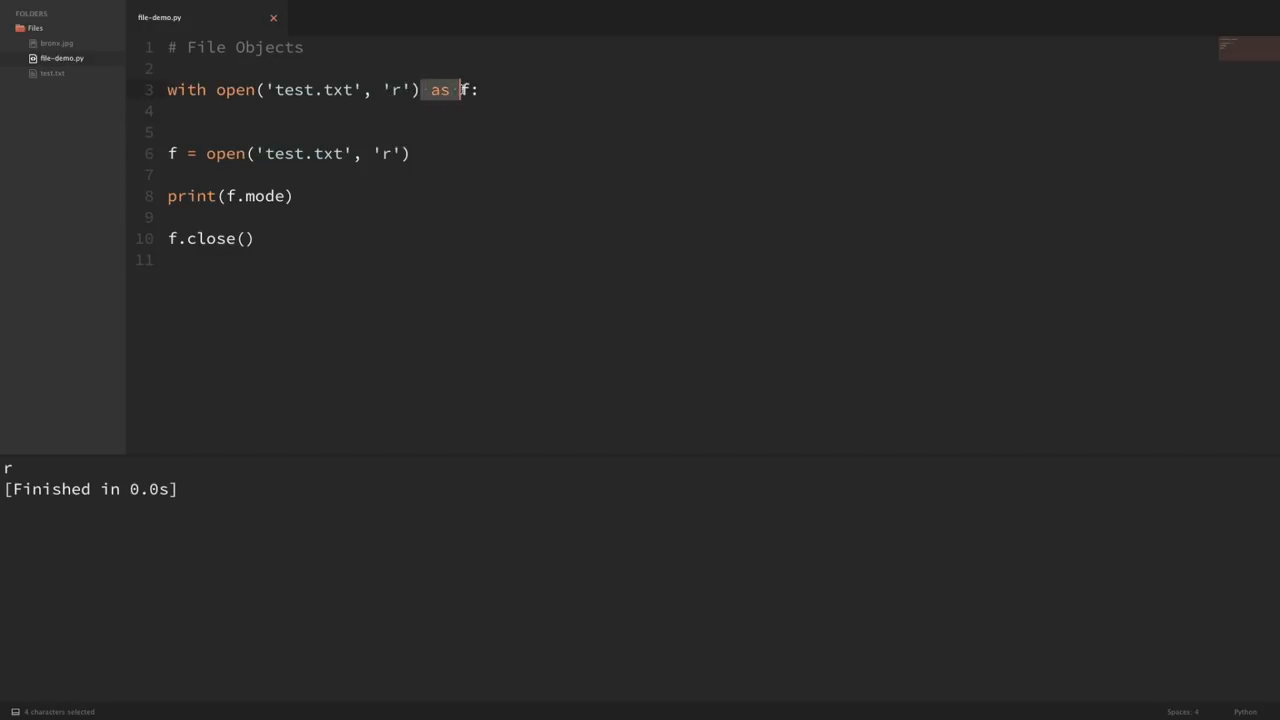 FOLDERS
Files
bronx.jpg
file-demo.py
test.txt
file-demo.py
1 # File Objects
2
3 with open('test.txt', 'r') as f:
4
5
6 f = open('test.txt', 'r')
7
8 print(f.mode)
9
10 f.close()
11
r
[Finished in 0.0s]
4 characters selected
Spaces: 4
Python